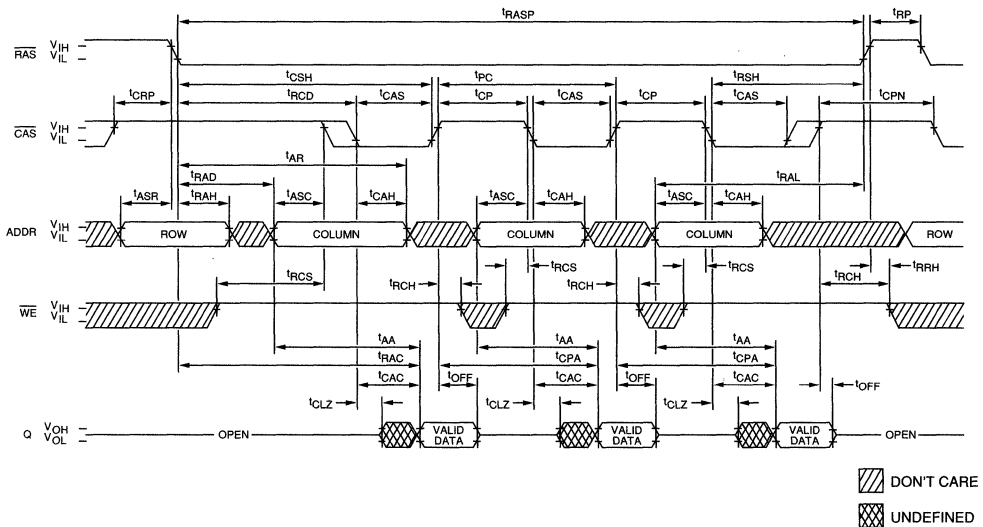 tRASP tRP
RAS VIH VIL
tCSH tPC tRSH
tCRP tRCD tCAS tCP tCAS tCP tCAS tCPN
CAS VIH VIL
tAR
tRAD tRAL
tASR tRAH tASC tCAH tASC tCAH tASC tCAH
ADDR VIH VIL ROW COLUMN COLUMN COLUMN ROW
tRCS tRCH tRCS tRCH tRCS tRCH tRRH
WE VIH VIL
tAA tAA tAA
tRAC tCPA tCPA
tCAC tOFF tCAC tOFF tCAC tOFF
tCLZ tCLZ tCLZ
Q VOH VOL OPEN VALID DATA VALID DATA VALID DATA OPEN
DON'T CARE
UNDEFINED